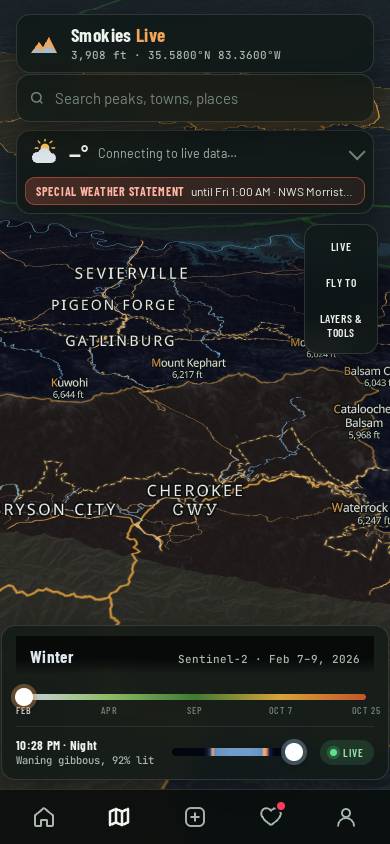 Smokies Live
3,908 ft · 35.5800°N 83.3600°W
Search peaks, towns, places
—° Connecting to live data…
SPECIAL WEATHER STATEMENT until Fri 1:00 AM · NWS Morrist…
LIVE
FLY TO
LAYERS & TOOLS
SEVIERVILLE
PIGEON FORGE
GATLINBURG
Mount Kephart
6,217 ft
Kuwohi
6,644 ft
Balsam C
6,043
Catalooche
Balsam
5,968 ft
CHEROKEE
ᏣᎳᎩ
RYSON CITY
Waterrock
6,247 ft
Winter
Sentinel-2 · Feb 7–9, 2026
FEB APR SEP OCT 7 OCT 25
10:28 PM · Night
Waning gibbous, 92% lit
LIVE